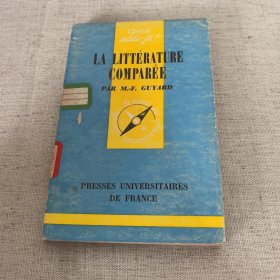 QUE
SAIS-JE?
LA LITTÉRATURE
COMPARÉE
PAR M.-F. GUYARD
PRESSES UNIVERSITAIRES
DE FRANCE